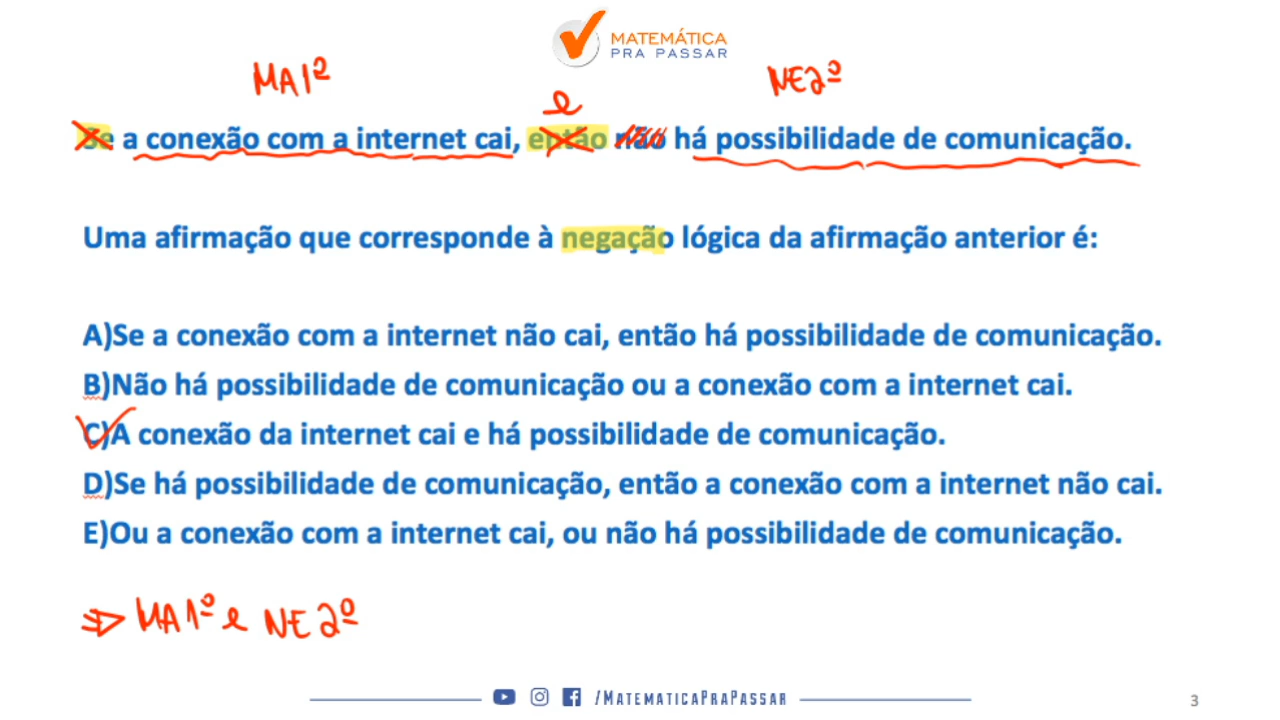 MATEMÁTICA
PRA PASSAR
MA1º NE2º
e
Se a conexão com a internet cai, então não há possibilidade de comunicação.
Uma afirmação que corresponde à negação lógica da afirmação anterior é:
A)Se a conexão com a internet não cai, então há possibilidade de comunicação.
B)Não há possibilidade de comunicação ou a conexão com a internet cai.
C)A conexão da internet cai e há possibilidade de comunicação.
D)Se há possibilidade de comunicação, então a conexão com a internet não cai.
E)Ou a conexão com a internet cai, ou não há possibilidade de comunicação.
⇒ MA1º e NE2º
/MATEMATICAPRAPASSAR
3